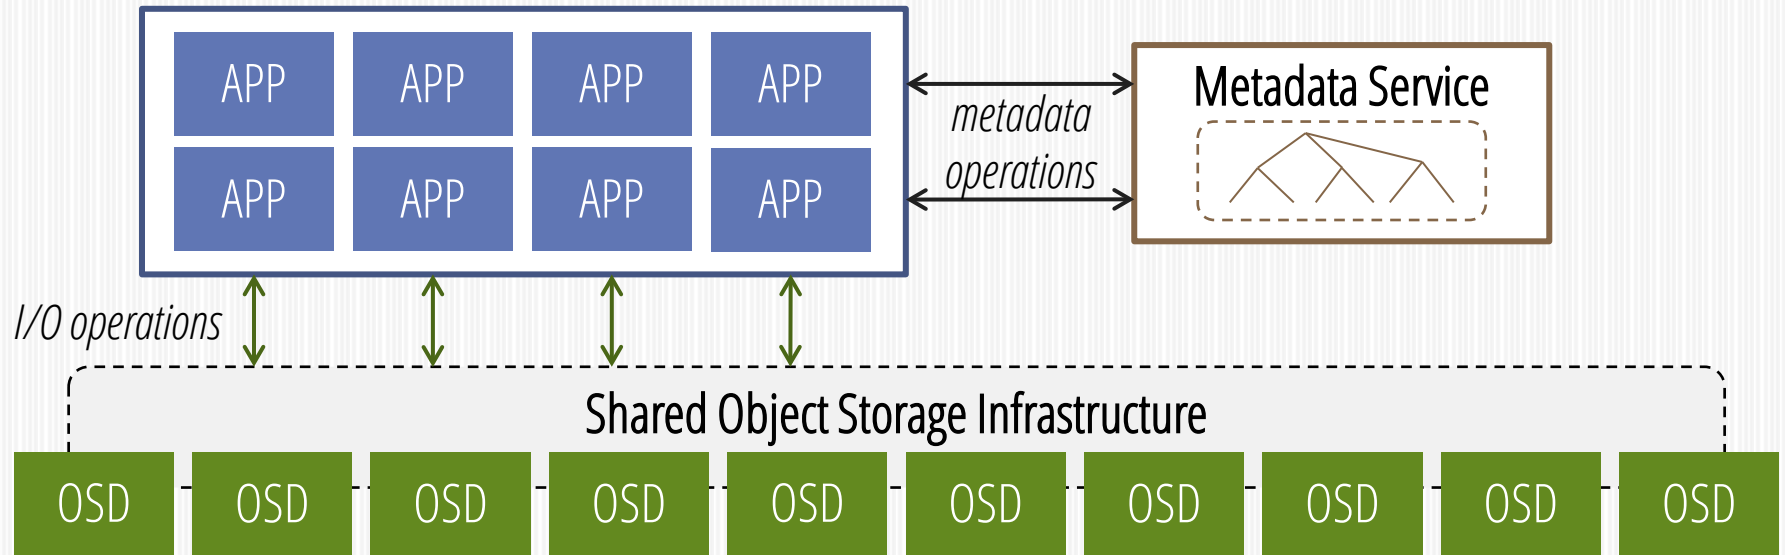 APP APP APP APP
Metadata Service
metadata
operations
APP APP APP APP
I/O operations
Shared Object Storage Infrastructure
OSD OSD OSD OSD OSD OSD OSD OSD OSD OSD